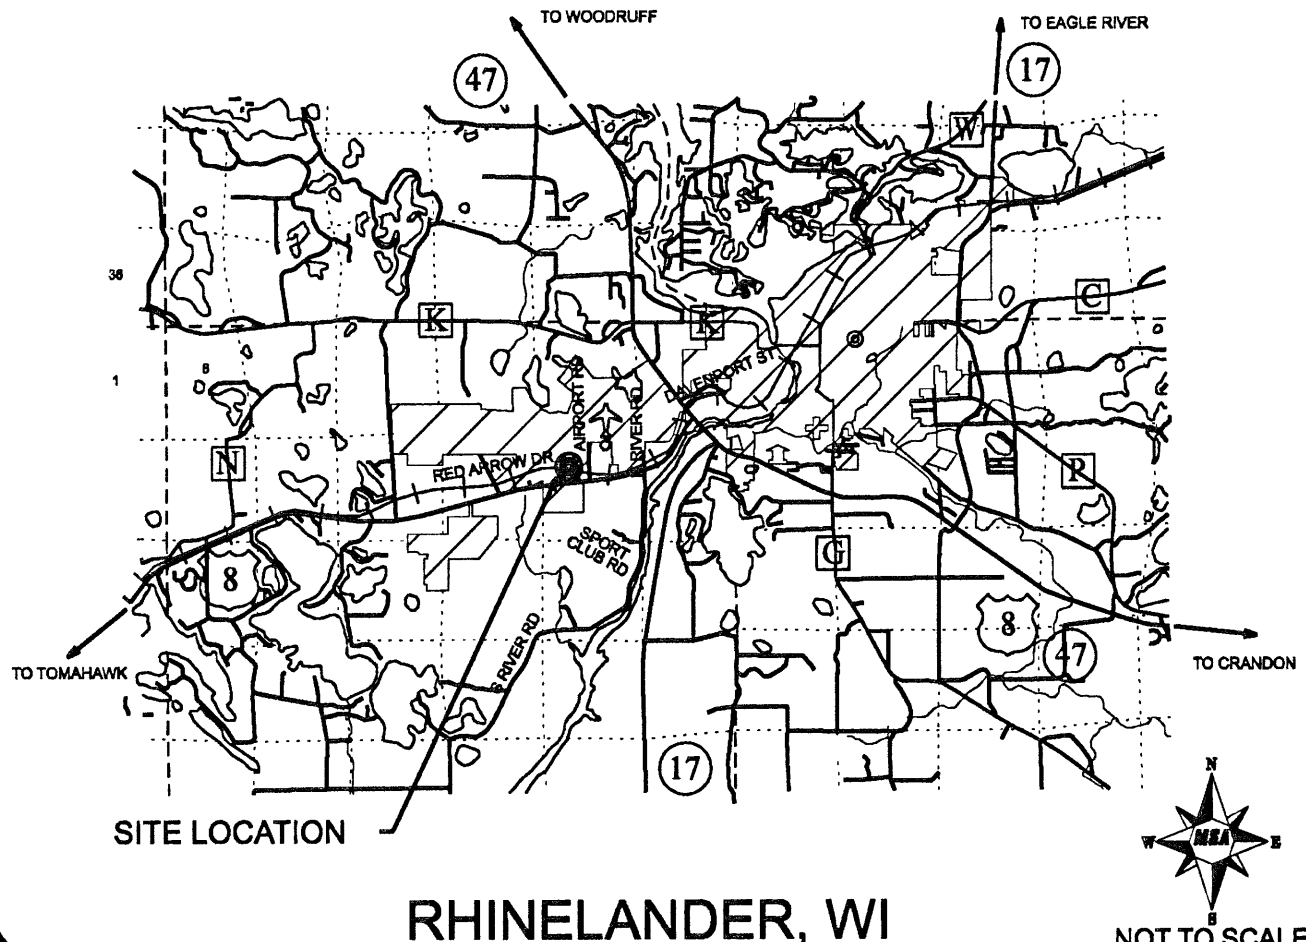 TO WOODRUFF
TO EAGLE RIVER
47
17
W
36
C
K
K
1
6
DAVENPORT ST
AIRPORT RD
RIVER RD
N
RED ARROW DR
P
SPORT
CLUB RD
G
8
8
S RIVER RD
47
TO TOMAHAWK
TO CRANDON
17
N
SITE LOCATION
W
MSA
E
S
RHINELANDER, WI
NOT TO SCALE